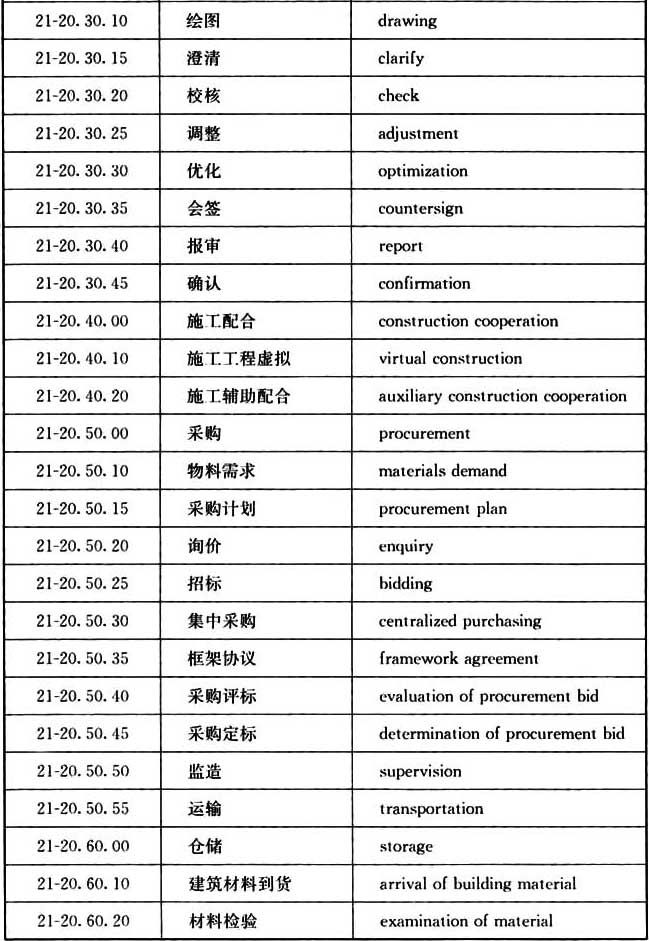 21-20. 30. 10 绘图 drawing
21-20. 30. 15 澄清 clarify
21-20. 30. 20 校核 check
21-20. 30. 25 调整 adjustment
21-20. 30. 30 优化 optimization
21-20. 30. 35 会签 countersign
21-20. 30. 40 报审 report
21-20. 30. 45 确认 confirmation
21-20. 40. 00 施工配合 construction cooperation
21-20. 40. 10 施工工程虚拟 virtual construction
21-20. 40. 20 施工辅助配合 auxiliary construction cooperation
21-20. 50. 00 采购 procurement
21-20. 50. 10 物料需求 materials demand
21-20. 50. 15 采购计划 procurement plan
21-20. 50. 20 询价 enquiry
21-20. 50. 25 招标 bidding
21-20. 50. 30 集中采购 centralized purchasing
21-20. 50. 35 框架协议 framework agreement
21-20. 50. 40 采购评标 evaluation of procurement bid
21-20. 50. 45 采购定标 determination of procurement bid
21-20. 50. 50 监造 supervision
21-20. 50. 55 运输 transportation
21-20. 60. 00 仓储 storage
21-20. 60. 10 建筑材料到货 arrival of building material
21-20. 60. 20 材料检验 examination of material